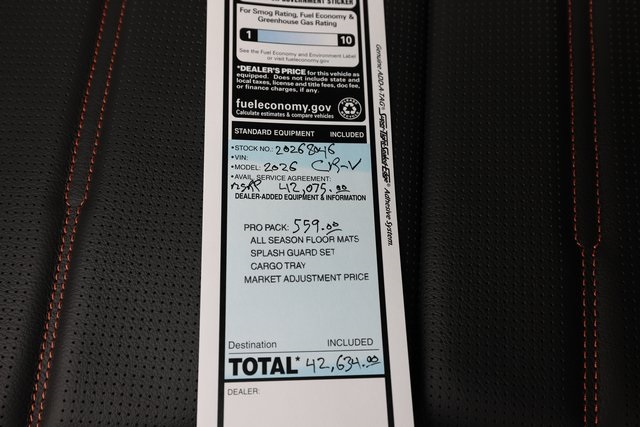 For Smog Rating, Fuel Economy &
Greenhouse Gas Rating
1 10
See the Fuel Economy and Environment Label
or visit fueleconomy.gov
*DEALER'S PRICE for this vehicle as
equipped. Does not include state and
local taxes, license and title fees, doc fee,
or finance charges, if any.
fueleconomy.gov
Calculate estimates & compare vehicles
STANDARD EQUIPMENT INCLUDED
• STOCK NO.: 20268046
• VIN:
• MODEL: 2026 CR-V
• AVAIL. SERVICE AGREEMENT:
MSRP 42,075.00
DEALER-ADDED EQUIPMENT & INFORMATION
PRO PACK: 559.00
ALL SEASON FLOOR MATS
SPLASH GUARD SET
CARGO TRAY
MARKET ADJUSTMENT PRICE
Destination INCLUDED
TOTAL* 42,634.00
DEALER:
Genuine ADD-A-TAG
Adhesive System.